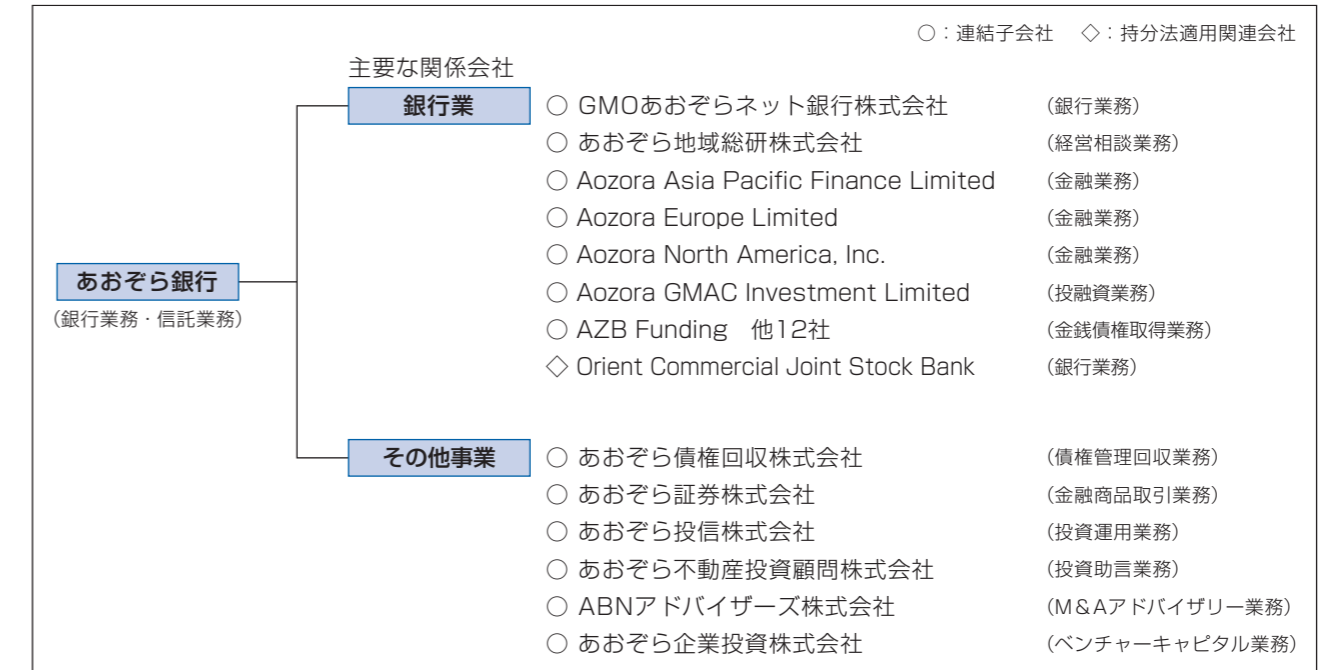 ○：連結子会社　◇：持分法適用関連会社
主要な関係会社
銀行業
○ GMOあおぞらネット銀行株式会社 （銀行業務）
○ あおぞら地域総研株式会社 （経営相談業務）
○ Aozora Asia Pacific Finance Limited （金融業務）
○ Aozora Europe Limited （金融業務）
○ Aozora North America, Inc. （金融業務）
○ Aozora GMAC Investment Limited （投融資業務）
○ AZB Funding　他12社 （金銭債権取得業務）
◇ Orient Commercial Joint Stock Bank （銀行業務）
あおぞら銀行
（銀行業務・信託業務）
その他事業
○ あおぞら債権回収株式会社 （債権管理回収業務）
○ あおぞら証券株式会社 （金融商品取引業務）
○ あおぞら投信株式会社 （投資運用業務）
○ あおぞら不動産投資顧問株式会社 （投資助言業務）
○ ABNアドバイザーズ株式会社 （M＆Aアドバイザリー業務）
○ あおぞら企業投資株式会社 （ベンチャーキャピタル業務）